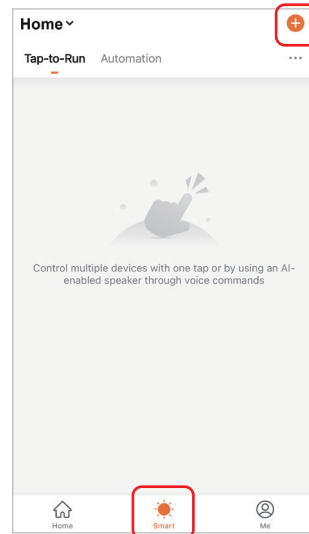 Home
Tap-to-Run Automation
Control multiple devices with one tap or by using an AI-
enabled speaker through voice commands
Home Smart Me